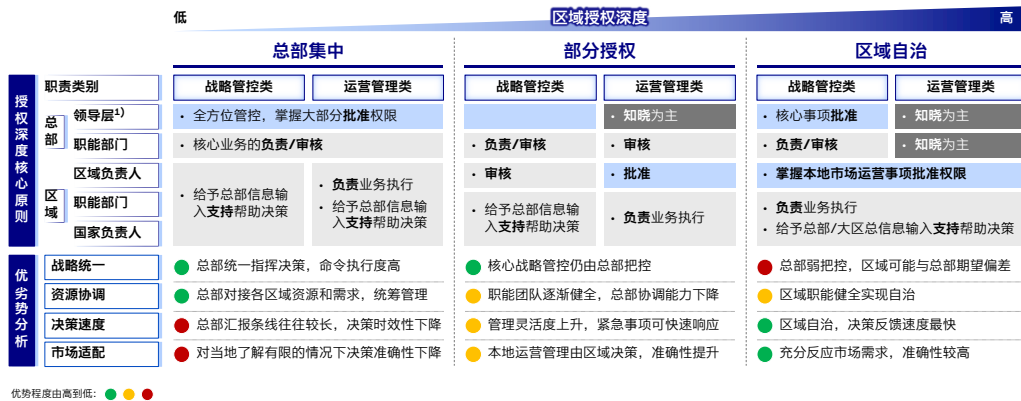 低
区域授权深度
高
总部集中
部分授权
区域自治
职责类别
战略管控类
运营管理类
战略管控类
运营管理类
战略管控类
运营管理类
授权深度核心原则
总部
领导层1)
• 全方位管控，掌握大部分批准权限
• 知晓为主
• 核心事项批准
• 知晓为主
职能部门
• 核心业务的负责/审核
• 负责/审核
• 审核
• 负责/审核
• 知晓为主
区域
区域负责人
• 给予总部信息输
入支持帮助决策
• 负责业务执行
• 给予总部信息输
入支持帮助决策
• 审核
• 批准
• 掌握本地市场运营事项批准权限
职能部门
国家负责人
• 给予总部信息输
入支持帮助决策
• 负责业务执行
• 负责业务执行
• 给予总部/大区总信息输入支持帮助决策
优劣势分析
战略统一
总部统一指挥决策，命令执行度高
核心战略管控仍由总部把控
总部弱把控，区域可能与总部期望偏差
资源协调
总部对接各区域资源和需求，统筹管理
职能团队逐渐健全，总部协调能力下降
区域职能健全实现自治
决策速度
总部汇报条线往往较长，决策时效性下降
管理灵活度上升，紧急事项可快速响应
区域自治，决策反馈速度最快
市场适配
对当地了解有限的情况下决策准确性下降
本地运营管理由区域决策，准确性提升
充分反应市场需求，准确性较高
优势程度由高到低：